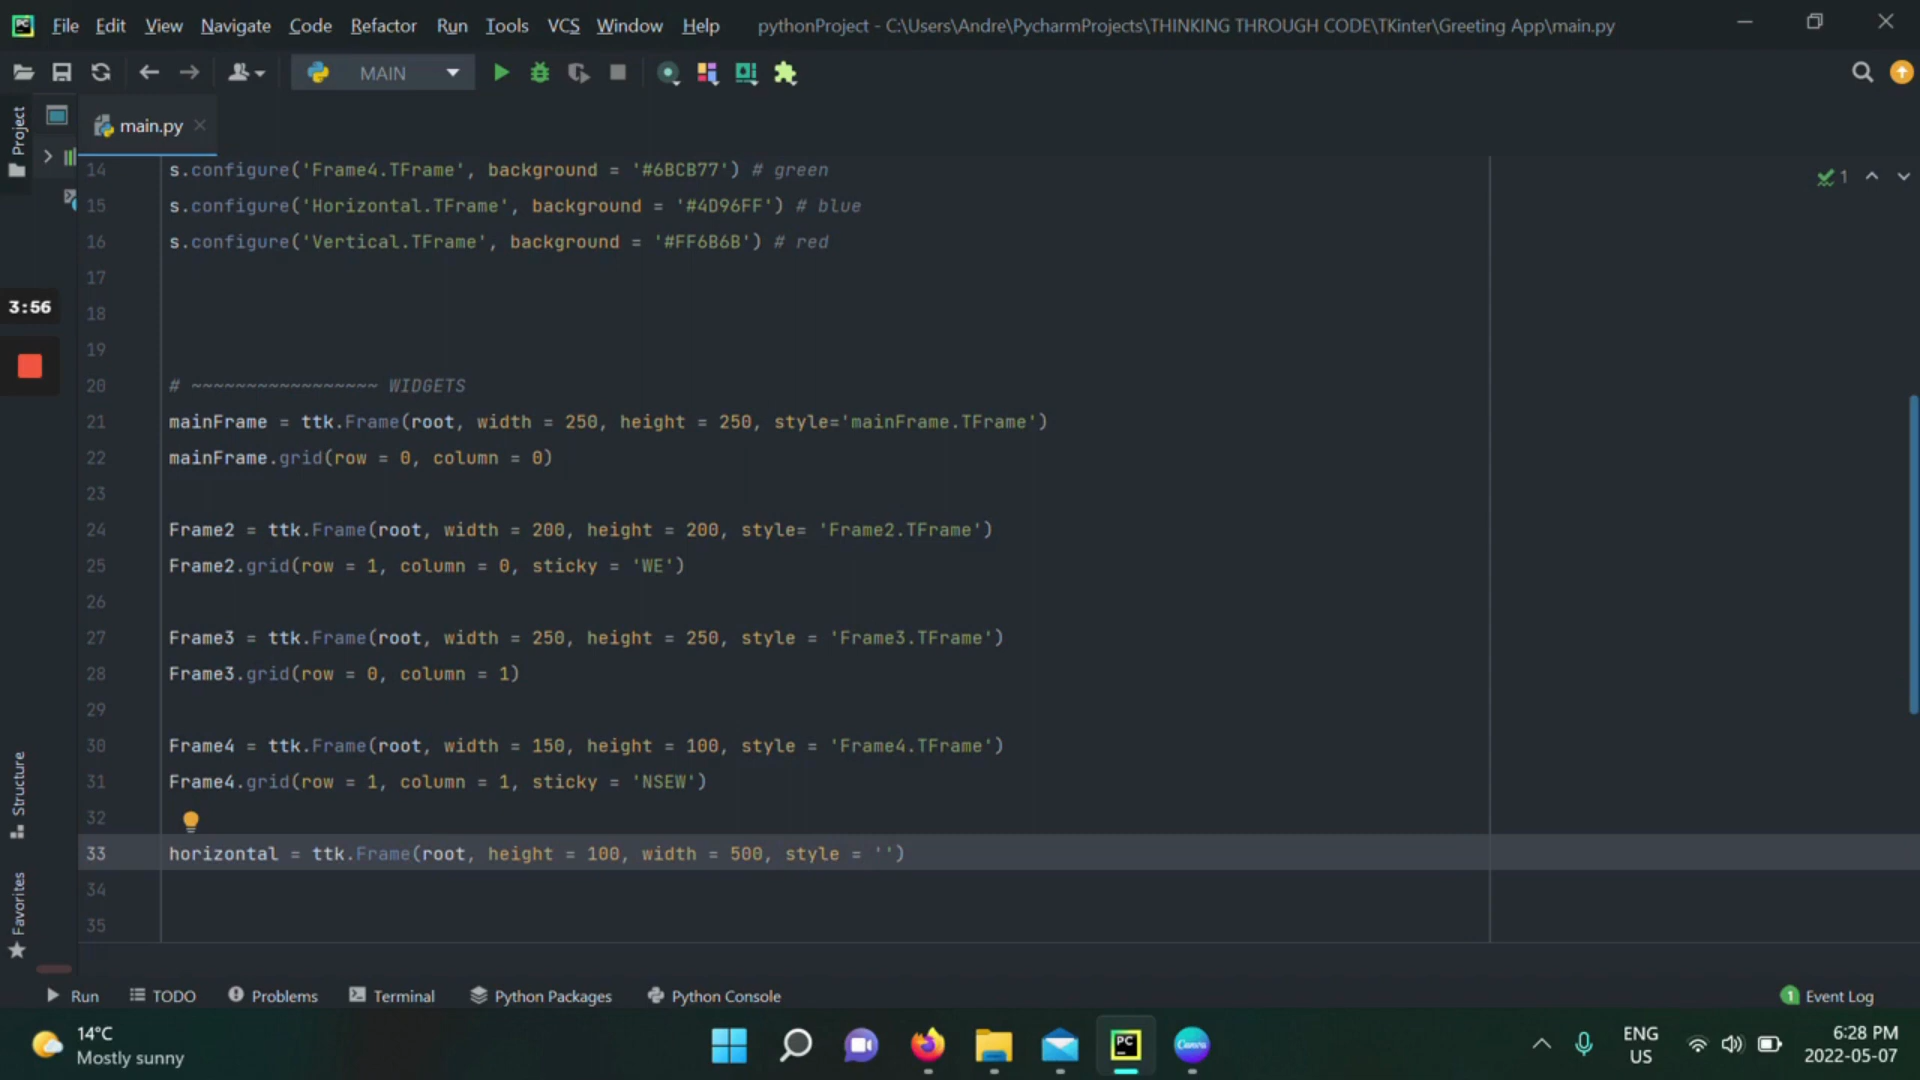 File Edit View Navigate Code Refactor Run Tools VCS Window Help pythonProject - C:\Users\Andre\PycharmProjects\THINKING THROUGH CODE\TKinter\Greeting App\main.py
MAIN
Project
main.py
14 s.configure('Frame4.TFrame', background = '#6BCB77') # green
15 s.configure('Horizontal.TFrame', background = '#4D96FF') # blue
16 s.configure('Vertical.TFrame', background = '#FF6B6B') # red
1
17
18
3:56
19
20 # ~~~~~~~~~~~~~~~~~ WIDGETS
21 mainFrame = ttk.Frame(root, width = 250, height = 250, style='mainFrame.TFrame')
22 mainFrame.grid(row = 0, column = 0)
23
24 Frame2 = ttk.Frame(root, width = 200, height = 200, style= 'Frame2.TFrame')
25 Frame2.grid(row = 1, column = 0, sticky = 'WE')
26
27 Frame3 = ttk.Frame(root, width = 250, height = 250, style = 'Frame3.TFrame')
28 Frame3.grid(row = 0, column = 1)
29
30 Frame4 = ttk.Frame(root, width = 150, height = 100, style = 'Frame4.TFrame')
31 Frame4.grid(row = 1, column = 1, sticky = 'NSEW')
32
33 horizontal = ttk.Frame(root, height = 100, width = 500, style = '')
34
35
Structure
Favorites
Run TODO Problems Terminal Python Packages Python Console 1 Event Log
14°C
Mostly sunny
PC
Canva
ENG
US
6:28 PM
2022-05-07